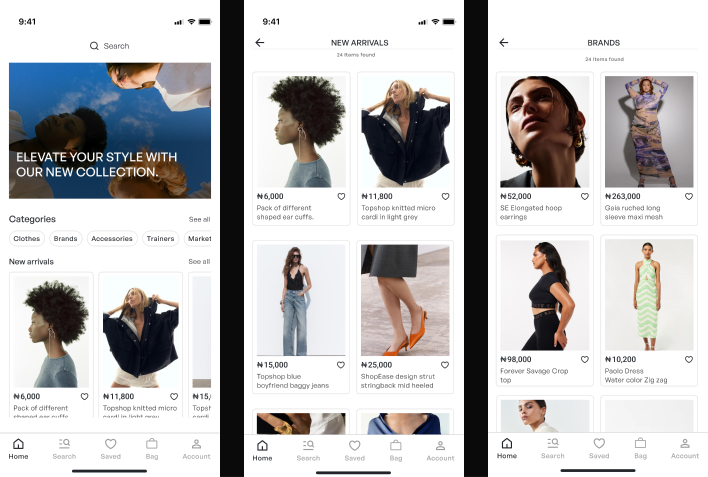 9:41
Search
ELEVATE YOUR STYLE WITH
OUR NEW COLLECTION.
Categories
See all
Clothes
Brands
Accessories
Trainers
Market
New arrivals
See all
₦6,000
₦11,800
₦15,
Pack of different
Topshop knitted micro
Topsh
shaped ear cuffs.
cardi in light grey
Home
Search
Saved
Bag
Account
9:41
NEW ARRIVALS
24 Items found
₦6,000
Pack of different
shaped ear cuffs.
₦11,800
Topshop knitted micro
cardi in light grey
₦15,000
Topshop blue
boyfriend baggy jeans
₦25,000
ShopEase design strut
stringback mid heeled
Home
Search
Saved
Bag
Account
BRANDS
24 Items found
₦52,000
SE Elongated hoop
earrings
₦263,000
Gaia ruched long
sleeve maxi mesh
₦98,000
Forever Savage Crop
top
₦10,200
Paolo Dress
Water color Zig zag
Home
Search
Saved
Bag
Account